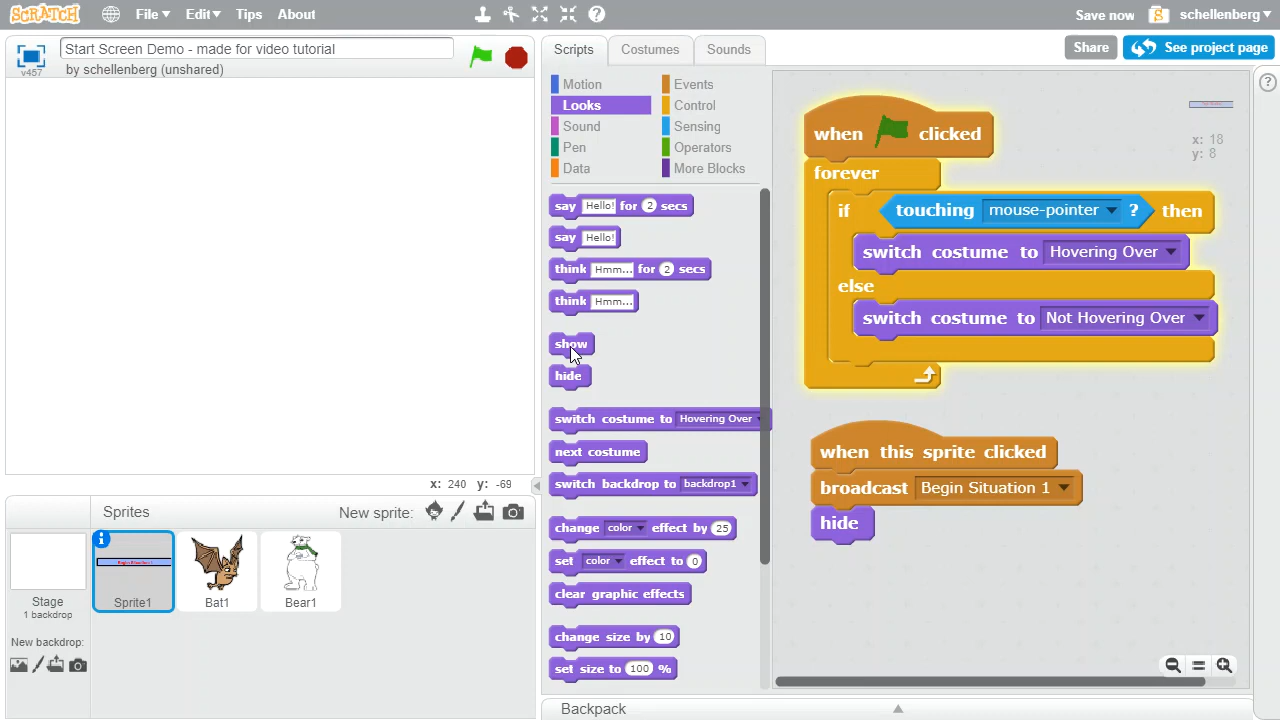 SCRATCH File Edit Tips About Save now schellenberg
Start Screen Demo - made for video tutorial
by schellenberg (unshared)
v457
Scripts Costumes Sounds
Share See project page
Motion Events
Looks Control
Sound Sensing
Pen Operators
Data More Blocks
say Hello! for 2 secs
say Hello!
think Hmm... for 2 secs
think Hmm...
show
hide
switch costume to Hovering Over
next costume
switch backdrop to backdrop1
change color effect by 25
set color effect to 0
clear graphic effects
change size by 10
set size to 100 %
when clicked
forever
if touching mouse-pointer ? then
switch costume to Hovering Over
else
switch costume to Not Hovering Over
when this sprite clicked
broadcast Begin Situation 1
hide
x: 18
y: 8
x: 240 y: -69
Sprites New sprite:
Stage
1 backdrop
New backdrop:
Begin Situation 1
Sprite1
Bat1
Bear1
Backpack